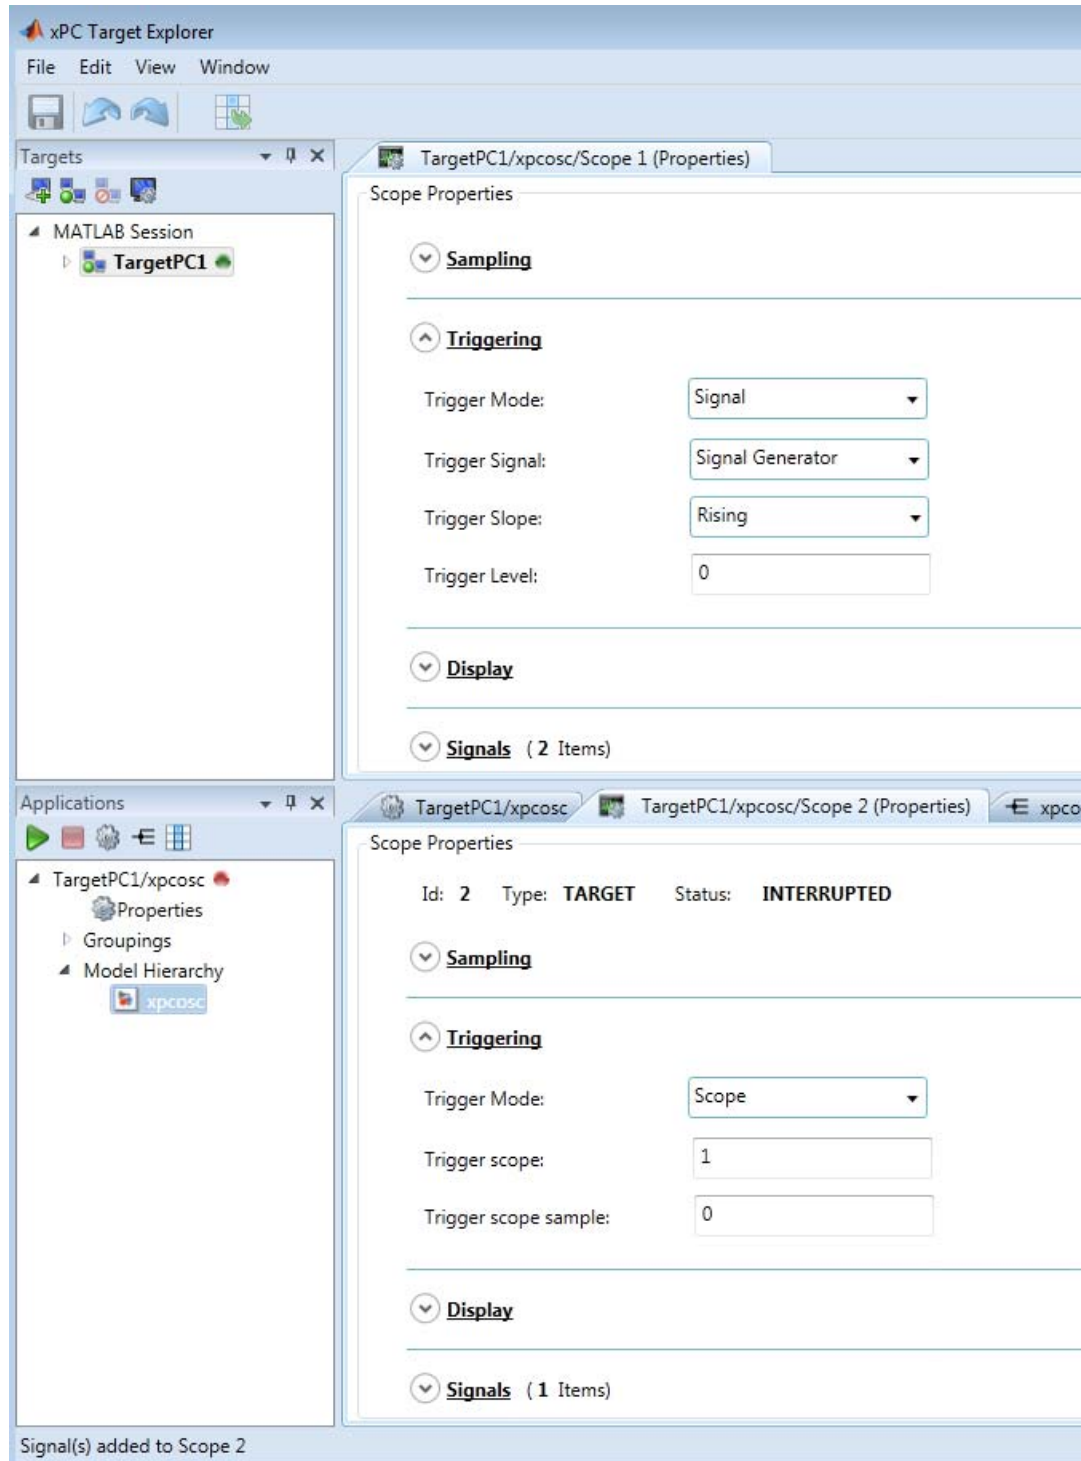 xPC Target Explorer
File Edit View Window
Targets
MATLAB Session
TargetPC1
TargetPC1/xpcosc/Scope 1 (Properties)
Scope Properties
Sampling
Triggering
Trigger Mode: Signal
Trigger Signal: Signal Generator
Trigger Slope: Rising
Trigger Level: 0
Display
Signals ( 2 Items)
Applications
TargetPC1/xpcosc
Properties
Groupings
Model Hierarchy
xpcosc
TargetPC1/xpcosc TargetPC1/xpcosc/Scope 2 (Properties) xpco
Scope Properties
Id: 2 Type: TARGET Status: INTERRUPTED
Sampling
Triggering
Trigger Mode: Scope
Trigger scope: 1
Trigger scope sample: 0
Display
Signals ( 1 Items)
Signal(s) added to Scope 2